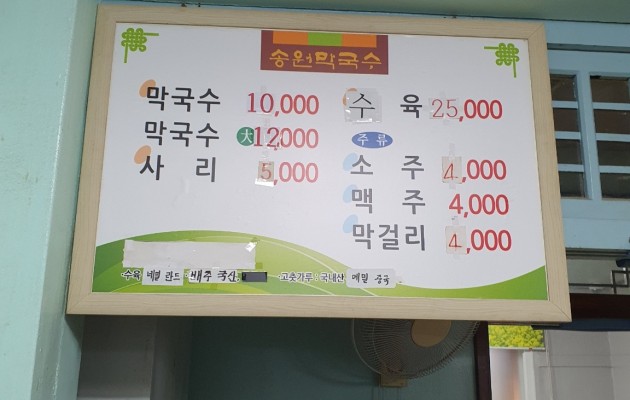 송원막국수
막국수 10,000
막국수 大 12,000
사리 5,000
수육 25,000
주류
소주 4,000
맥주 4,000
막걸리 4,000
·수육 네덜란드 · 배추 국산 ·고춧가루 : 국내산 메밀 중국